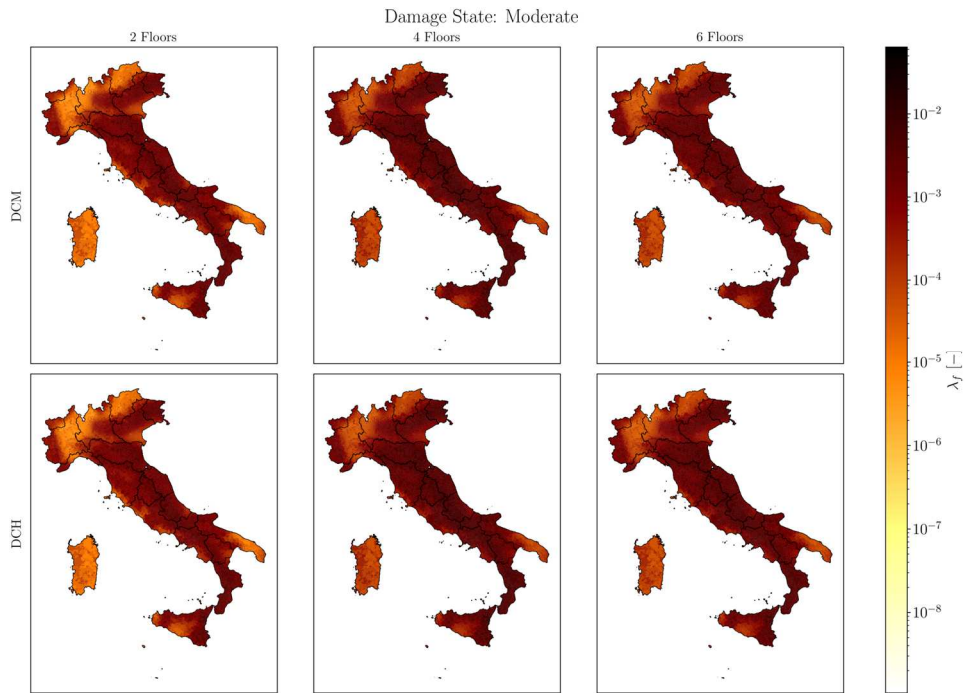 Damage State: Moderate
2 Floors
4 Floors
6 Floors
DCM
DCH
10⁻²
10⁻³
10⁻⁴
10⁻⁵
10⁻⁶
10⁻⁷
10⁻⁸
λ_f [−]